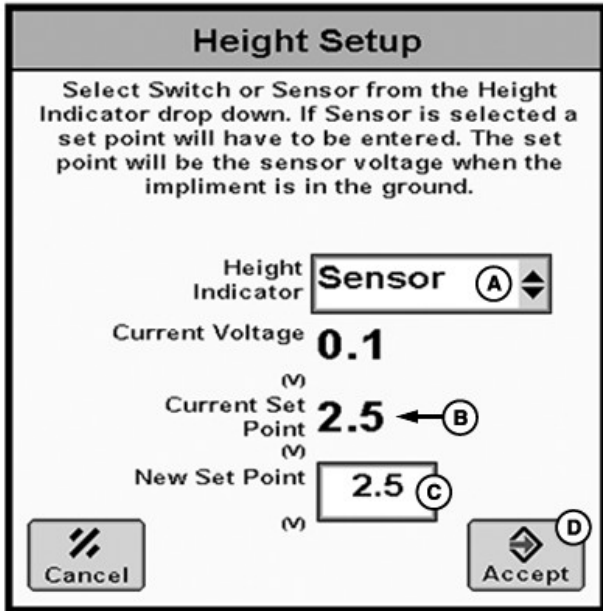 Height Setup
Select Switch or Sensor from the Height
Indicator drop down. If Sensor is selected a
set point will have to be entered. The set
point will be the sensor voltage when the
impliment is in the ground.
Height
Indicator
Sensor
A
Current Voltage
0.1
(V)
Current Set
Point
2.5
B
(V)
New Set Point
2.5
C
(V)
Cancel
D
Accept